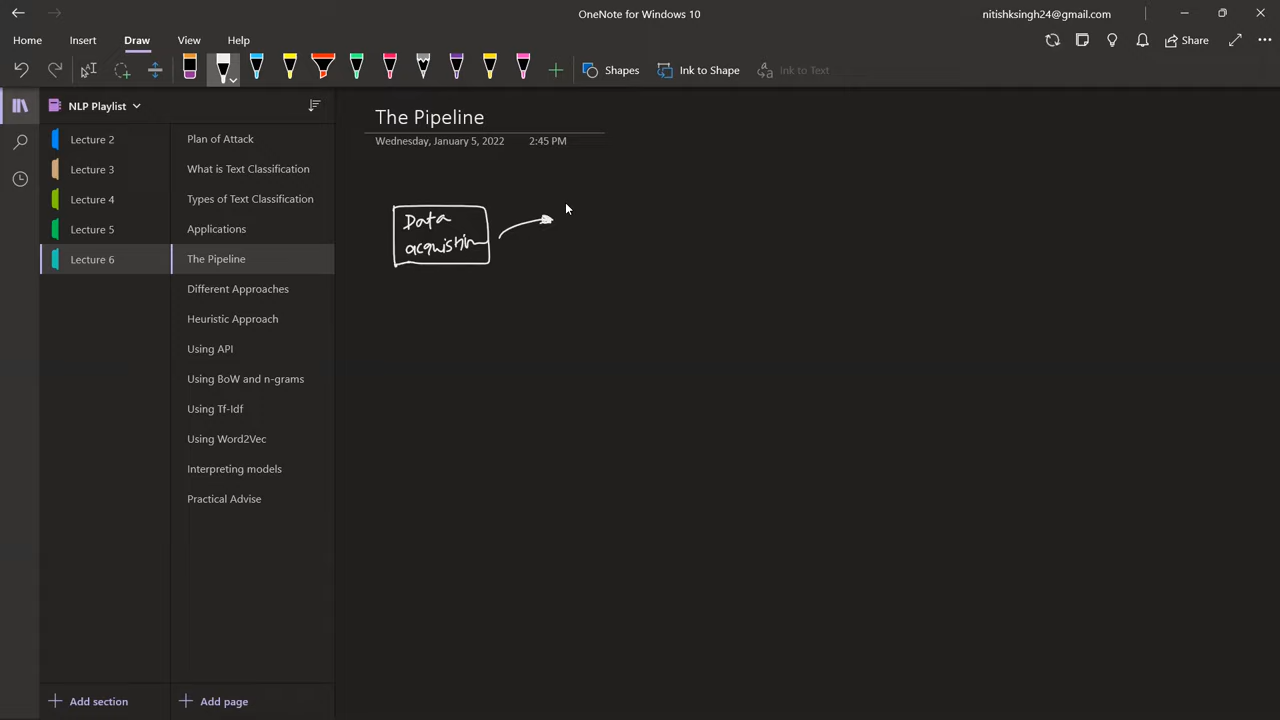 OneNote for Windows 10
nitishksingh24@gmail.com
Home Insert Draw View Help
Share
Shapes
Ink to Shape
Ink to Text
NLP Playlist
Lecture 2
Lecture 3
Lecture 4
Lecture 5
Lecture 6
Plan of Attack
What is Text Classification
Types of Text Classification
Applications
The Pipeline
Different Approaches
Heuristic Approach
Using API
Using BoW and n-grams
Using Tf-Idf
Using Word2Vec
Interpreting models
Practical Advise
Add section
Add page
The Pipeline
Wednesday, January 5, 2022 2:45 PM
Data